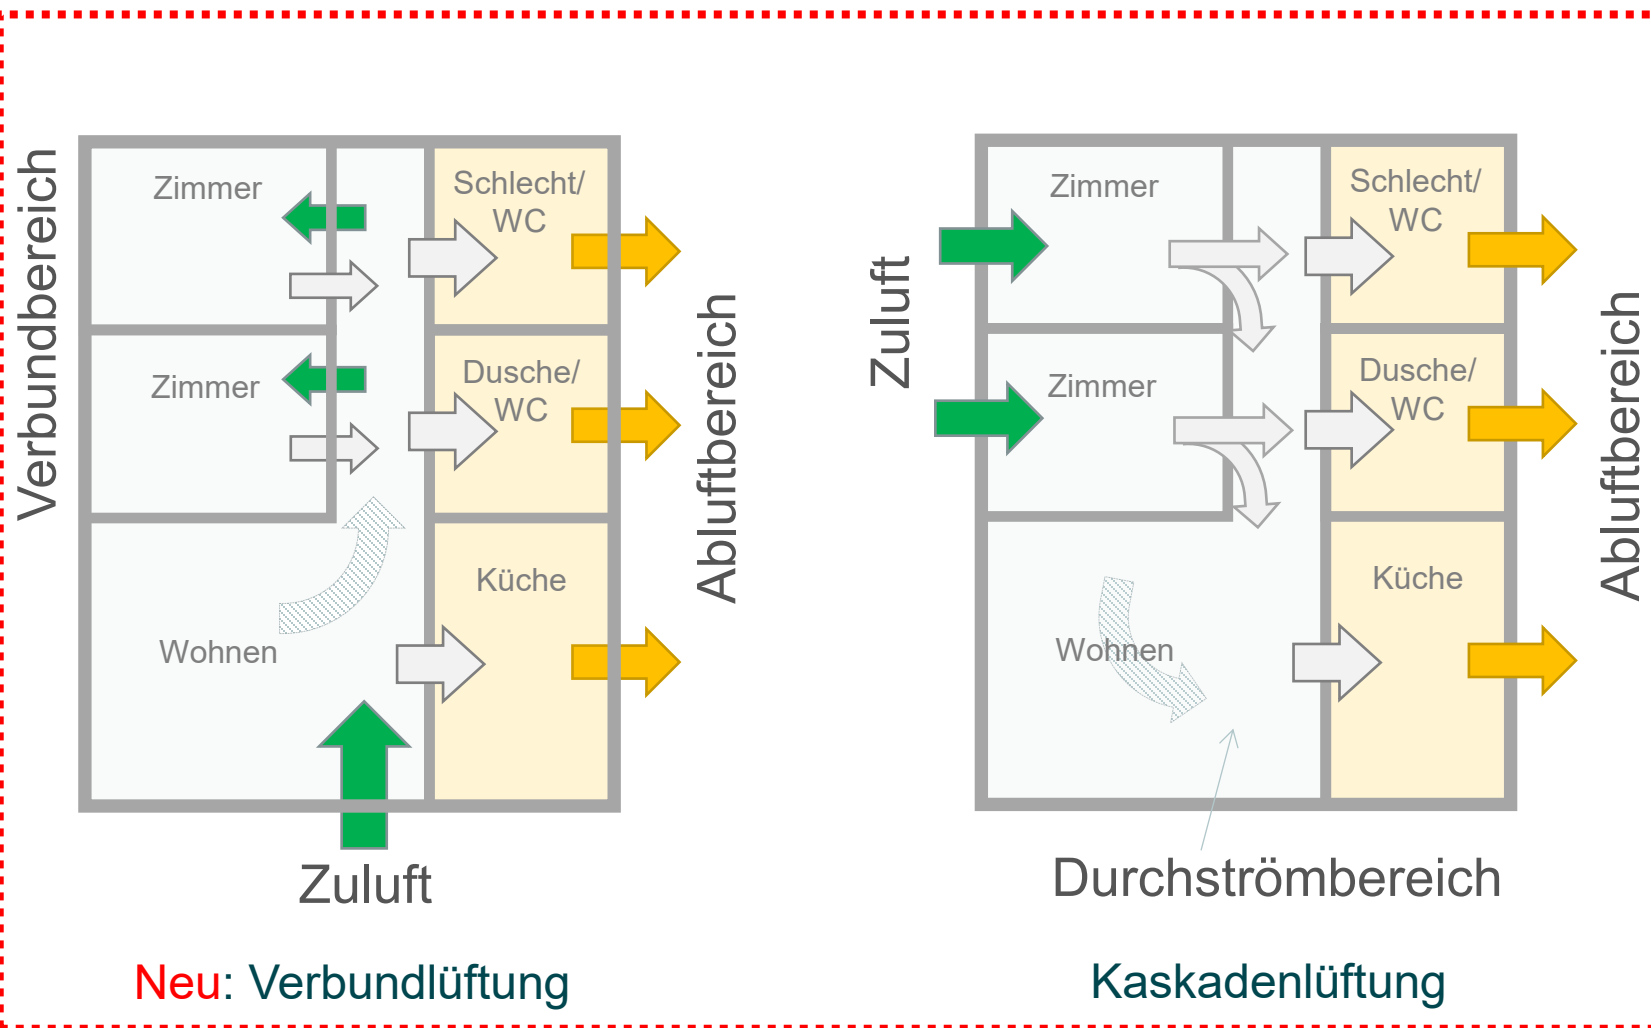 Verbundbereich
Zimmer
Schlecht/
WC
Zimmer
Dusche/
WC
Wohnen
Küche
Abluftbereich
Zuluft
Neu: Verbundlüftung
Zuluft
Zimmer
Schlecht/
WC
Zimmer
Dusche/
WC
Wohnen
Küche
Abluftbereich
Durchströmbereich
Kaskadenlüftung